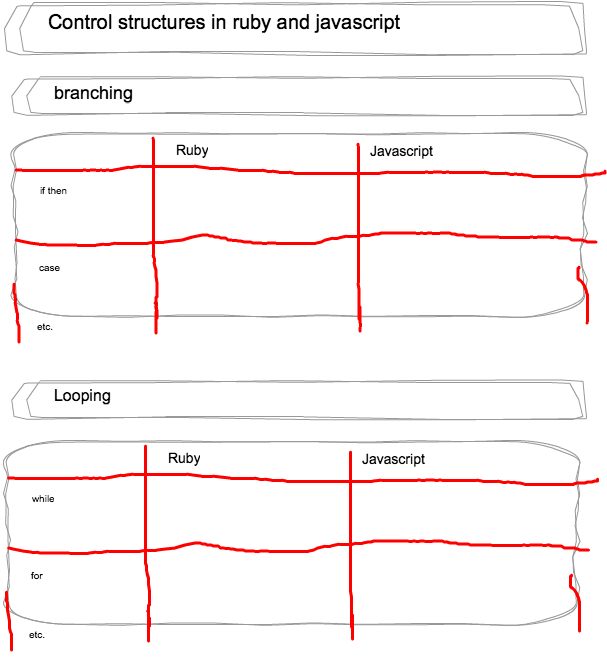 Control structures in ruby and javascript
branching
Ruby Javascript
if then
case
etc.
Looping
Ruby Javascript
while
for
etc.